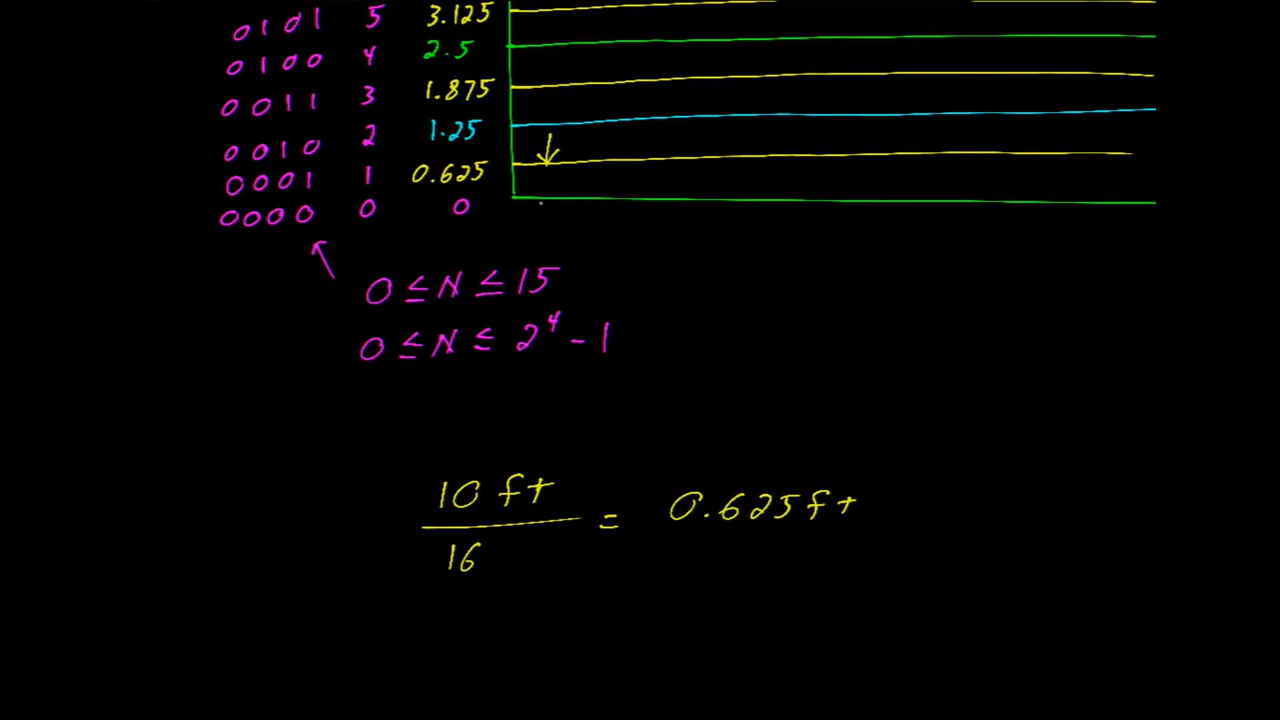 0101 5 3.125
0100 4 2.5
0011 3 1.875
0010 2 1.25
0001 1 0.625
0000 0 0
0 ≤ N ≤ 15
0 ≤ N ≤ 2⁴ - 1
10 ft
16
= 0.625 ft